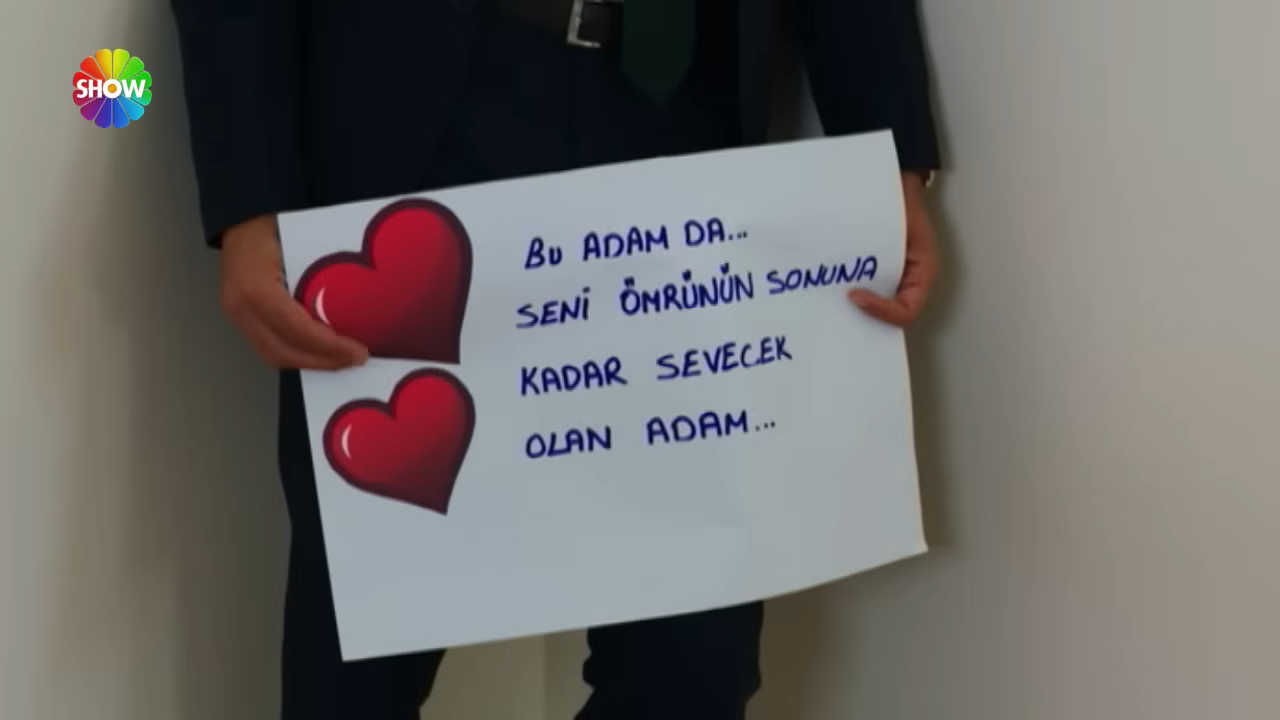 SHOW
Bu ADAM DA...
SENİ ÖMRÜNÜN SONUNA
KADAR SEVECEK
OLAN ADAM...